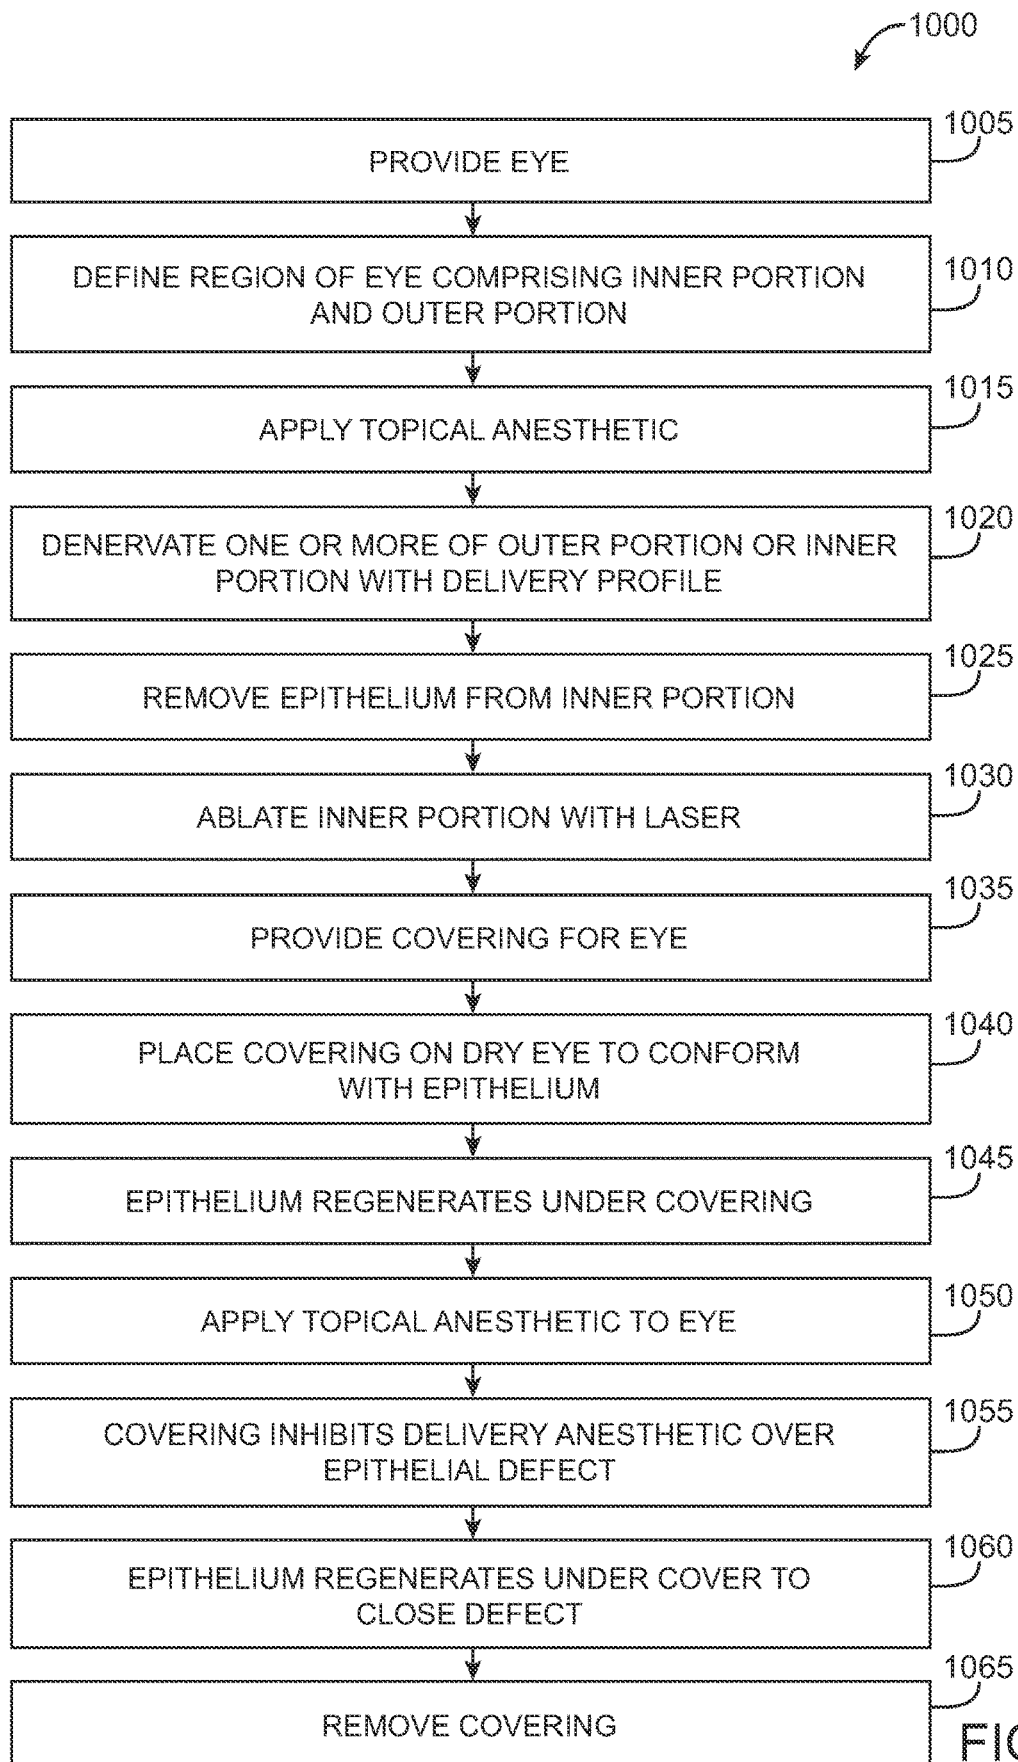 1000
1005
PROVIDE EYE
1010
DEFINE REGION OF EYE COMPRISING INNER PORTION
AND OUTER PORTION
1015
APPLY TOPICAL ANESTHETIC
1020
DENERVATE ONE OR MORE OF OUTER PORTION OR INNER
PORTION WITH DELIVERY PROFILE
1025
REMOVE EPITHELIUM FROM INNER PORTION
1030
ABLATE INNER PORTION WITH LASER
1035
PROVIDE COVERING FOR EYE
1040
PLACE COVERING ON DRY EYE TO CONFORM
WITH EPITHELIUM
1045
EPITHELIUM REGENERATES UNDER COVERING
1050
APPLY TOPICAL ANESTHETIC TO EYE
1055
COVERING INHIBITS DELIVERY ANESTHETIC OVER
EPITHELIAL DEFECT
1060
EPITHELIUM REGENERATES UNDER COVER TO
CLOSE DEFECT
1065
REMOVE COVERING